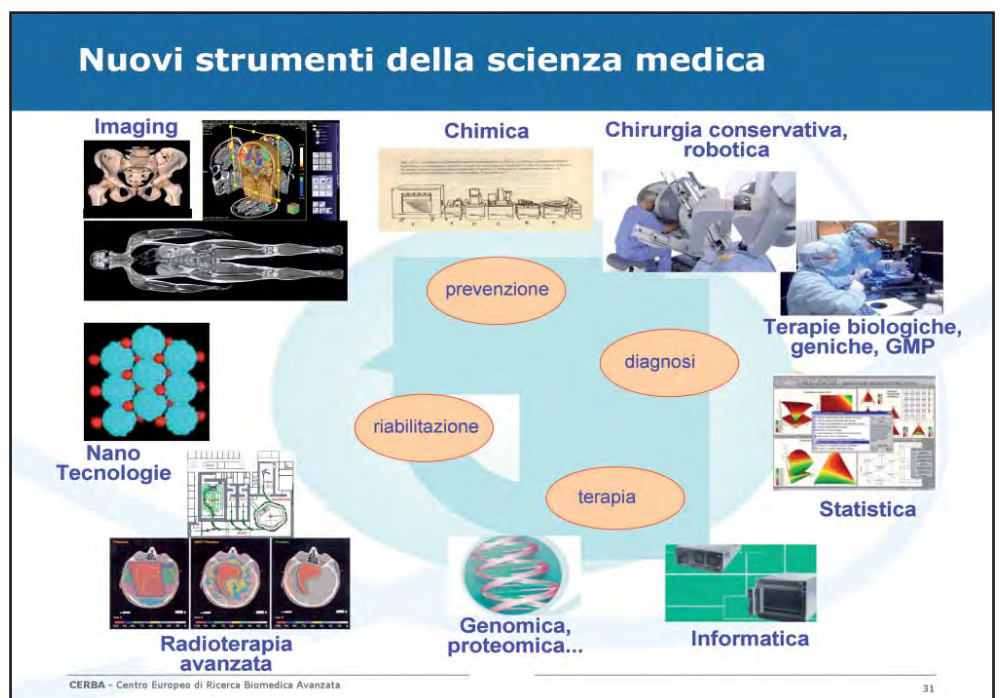 Nuovi strumenti della scienza medica
Imaging
Chimica
Chirurgia conservativa,
robotica
prevenzione
Terapie biologiche,
geniche, GMP
diagnosi
riabilitazione
Nano
Tecnologie
terapia
Statistica
Radioterapia
avanzata
Genomica,
proteomica...
Informatica
CERBA - Centro Europeo di Ricerca Biomedica Avanzata
31